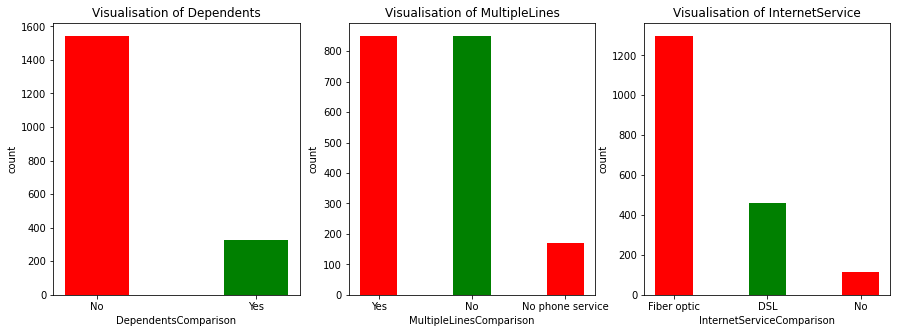 Visualisation of Dependents
1600
1400
1200
1000
800
600
400
200
0
count
No Yes
DependentsComparison
Visualisation of MultipleLines
800
700
600
500
400
300
200
100
0
count
Yes No No phone service
MultipleLinesComparison
Visualisation of InternetService
1200
1000
800
600
400
200
0
count
Fiber optic DSL No
InternetServiceComparison